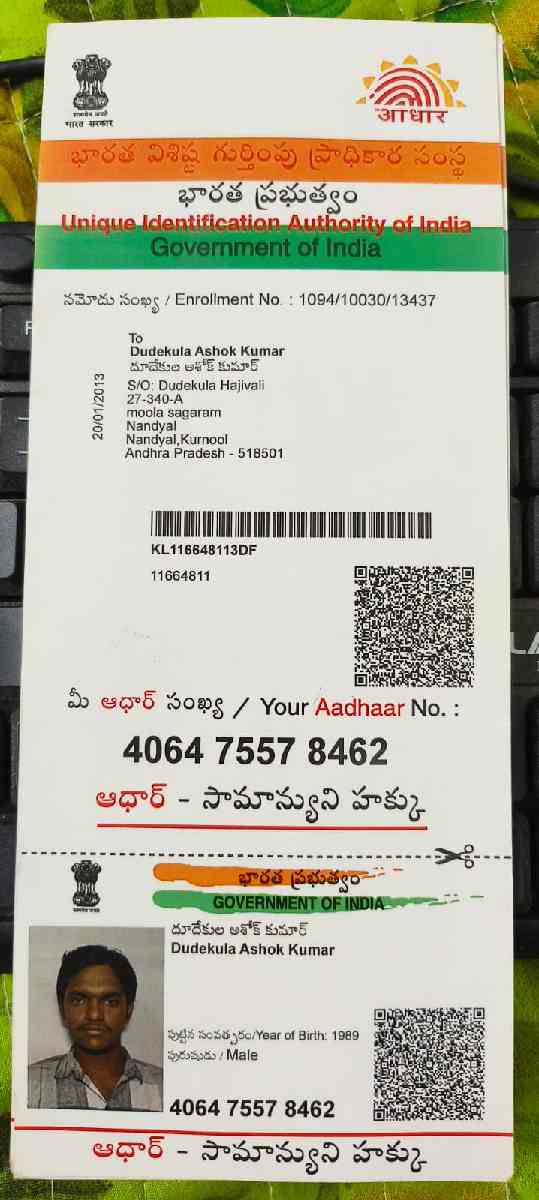 भारत सरकार
आधार
భారత విశిష్ట గుర్తింపు ప్రాధికార సంస్థ
భారత ప్రభుత్వం
Unique Identification Authority of India
Government of India
నమోదు సంఖ్య / Enrollment No. : 1094/10030/13437
To
Dudekula Ashok Kumar
దూదేకుల అశోక్ కుమార్
S/O: Dudekula Hajivali
27-340-A
moola sagaram
Nandyal
Nandyal,Kurnool
Andhra Pradesh - 518501
20/01/2013
KL116648113DF
11664811
మీ ఆధార్ సంఖ్య / Your Aadhaar No. :
4064 7557 8462
ఆధార్ - సామాన్యుని హక్కు
భారత ప్రభుత్వం
GOVERNMENT OF INDIA
దూదేకుల అశోక్ కుమార్
Dudekula Ashok Kumar
పుట్టిన సంవత్సరం/Year of Birth: 1989
పురుషుడు / Male
4064 7557 8462
ఆధార్ - సామాన్యుని హక్కు